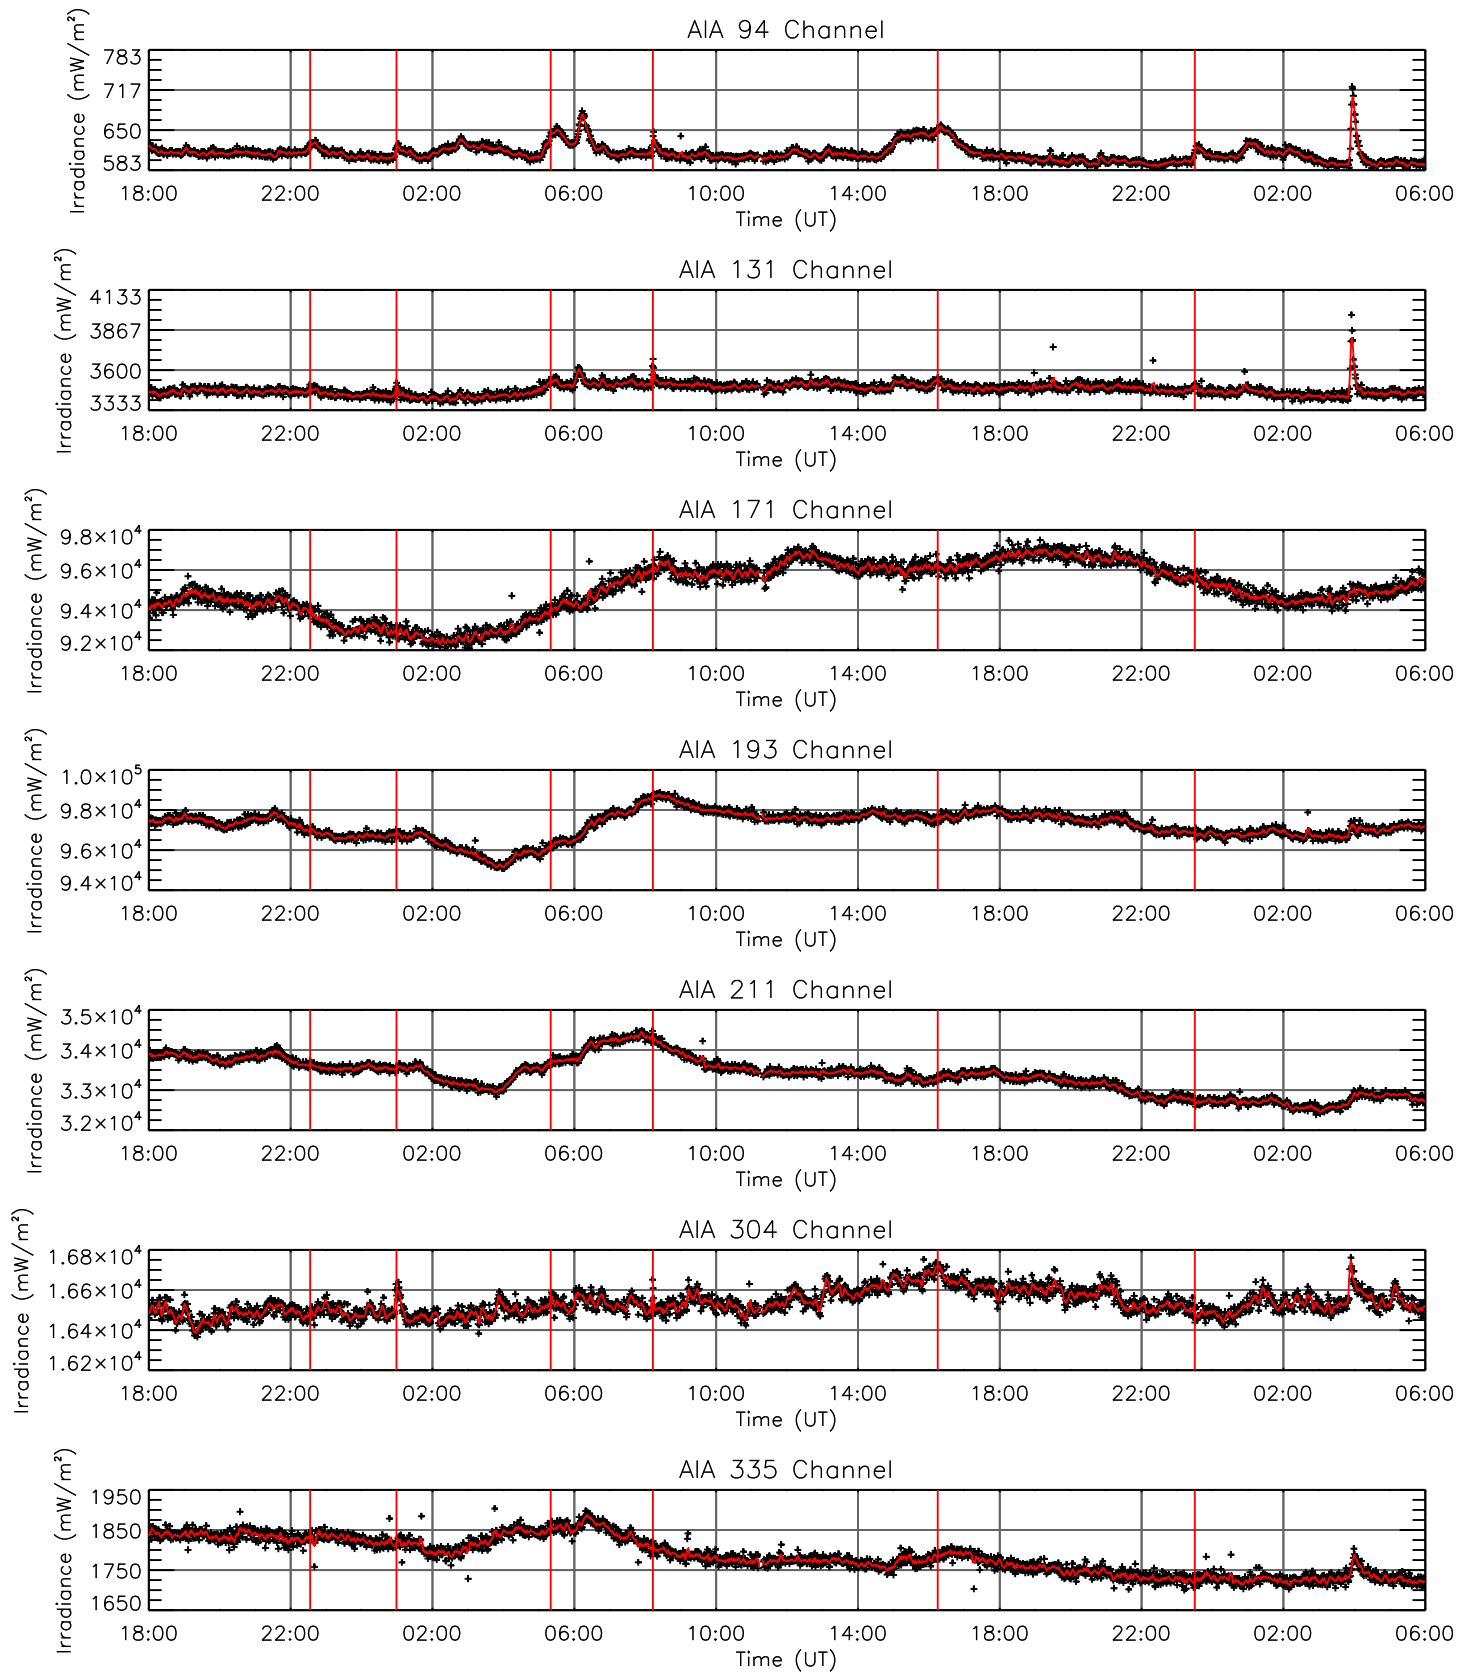 AIA 94 Channel
Irradiance (mW/m²)
783
717
650
583
18:00 22:00 02:00 06:00 10:00 14:00 18:00 22:00 02:00 06:00
Time (UT)
AIA 131 Channel
Irradiance (mW/m²)
4133
3867
3600
3333
18:00 22:00 02:00 06:00 10:00 14:00 18:00 22:00 02:00 06:00
Time (UT)
AIA 171 Channel
Irradiance (mW/m²)
9.8×10⁴
9.6×10⁴
9.4×10⁴
9.2×10⁴
18:00 22:00 02:00 06:00 10:00 14:00 18:00 22:00 02:00 06:00
Time (UT)
AIA 193 Channel
Irradiance (mW/m²)
1.0×10⁵
9.8×10⁴
9.6×10⁴
9.4×10⁴
18:00 22:00 02:00 06:00 10:00 14:00 18:00 22:00 02:00 06:00
Time (UT)
AIA 211 Channel
Irradiance (mW/m²)
3.5×10⁴
3.4×10⁴
3.3×10⁴
3.2×10⁴
18:00 22:00 02:00 06:00 10:00 14:00 18:00 22:00 02:00 06:00
Time (UT)
AIA 304 Channel
Irradiance (mW/m²)
1.68×10⁴
1.66×10⁴
1.64×10⁴
1.62×10⁴
18:00 22:00 02:00 06:00 10:00 14:00 18:00 22:00 02:00 06:00
Time (UT)
AIA 335 Channel
Irradiance (mW/m²)
1950
1850
1750
1650
18:00 22:00 02:00 06:00 10:00 14:00 18:00 22:00 02:00 06:00
Time (UT)